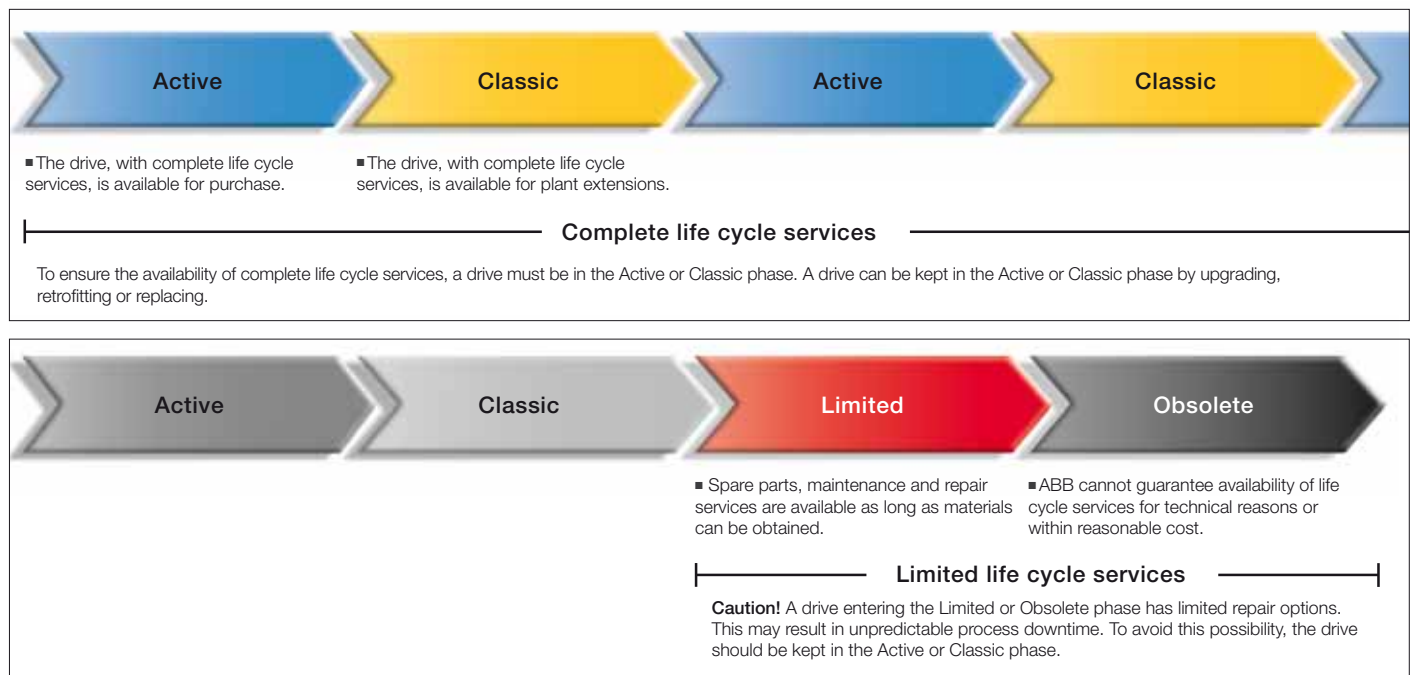 Active
Classic
Active
Classic
■ The drive, with complete life cycle
services, is available for purchase.
■ The drive, with complete life cycle
services, is available for plant extensions.
Complete life cycle services
To ensure the availability of complete life cycle services, a drive must be in the Active or Classic phase. A drive can be kept in the Active or Classic phase by upgrading,
retrofitting or replacing.
Active
Classic
Limited
Obsolete
■ Spare parts, maintenance and repair
services are available as long as materials
can be obtained.
■ ABB cannot guarantee availability of life
cycle services for technical reasons or
within reasonable cost.
Limited life cycle services
Caution! A drive entering the Limited or Obsolete phase has limited repair options.
This may result in unpredictable process downtime. To avoid this possibility, the drive
should be kept in the Active or Classic phase.